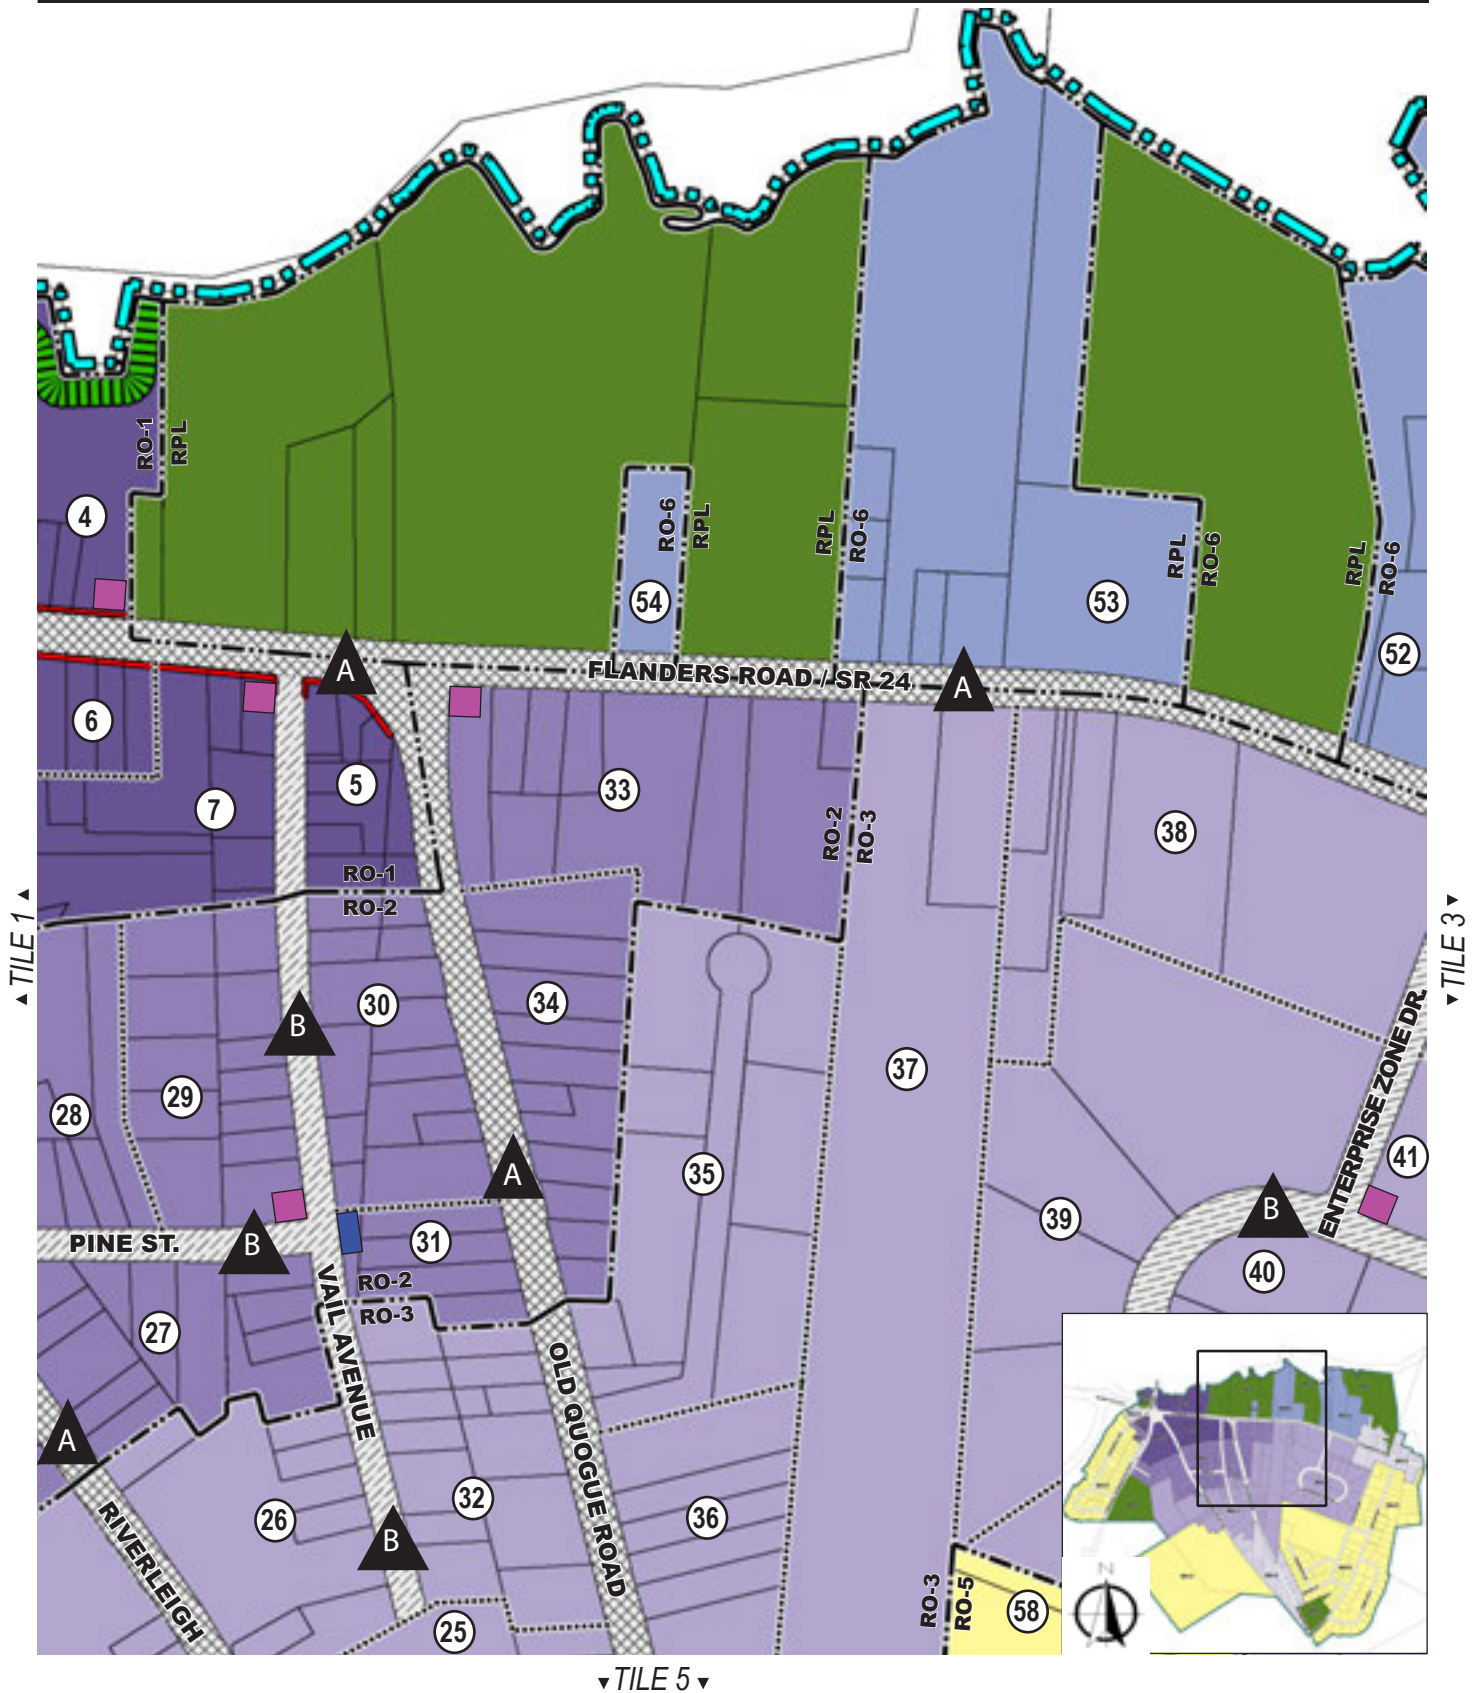 RO-1
RPL
4
RO-6
RPL
RPL
RO-6
RPL
RO-6
RPL
RO-6
54
53
52
A
FLANDERS ROAD / SR 24
A
6
5
7
33
RO-2
RO-3
38
RO-1
RO-2
TILE 1
TILE 3
30
34
B
37
29
28
35
41
A
39
ENTERPRISE ZONE DR.
B
PINE ST.
B
31
40
RO-2
RO-3
27
VAIL AVENUE
OLD QUOGUE ROAD
A
26
32
36
B
RIVERLEIGH
25
RO-3
RO-5
58
N
TILE 5